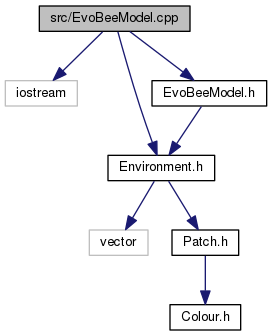 src/EvoBeeModel.cpp
iostream
EvoBeeModel.h
Environment.h
vector
Patch.h
Colour.h